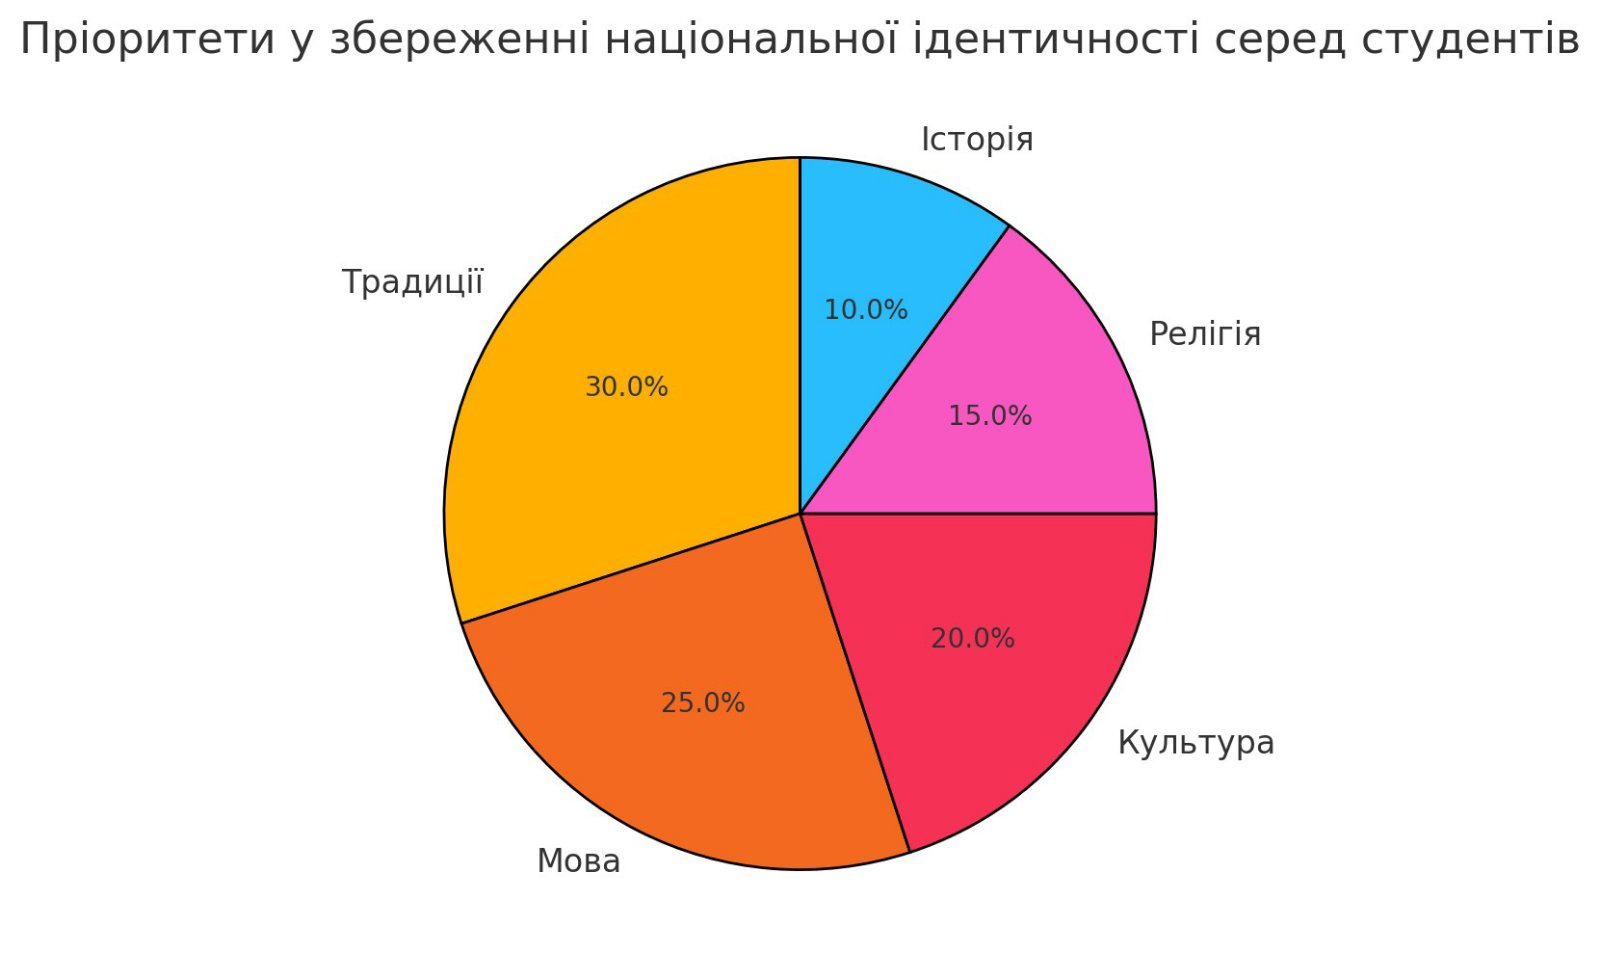 Пріоритети у збереженні національної ідентичності серед студентів
Історія
Традиції
10.0%
Релігія
30.0%
15.0%
20.0%
25.0%
Культура
Мова